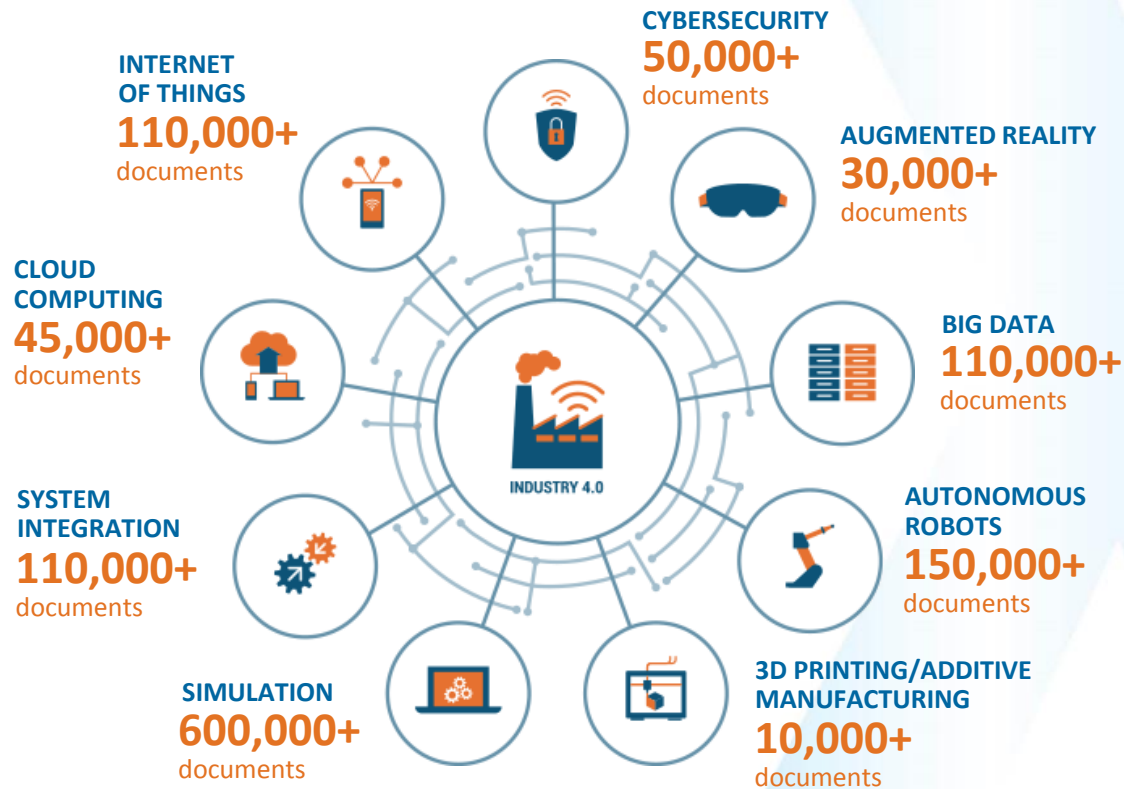 CYBERSECURITY
50,000+
documents
INTERNET
OF THINGS
110,000+
documents
AUGMENTED REALITY
30,000+
documents
CLOUD
COMPUTING
45,000+
documents
BIG DATA
110,000+
documents
INDUSTRY 4.0
SYSTEM
INTEGRATION
110,000+
documents
AUTONOMOUS
ROBOTS
150,000+
documents
SIMULATION
600,000+
documents
3D PRINTING/ADDITIVE
MANUFACTURING
10,000+
documents